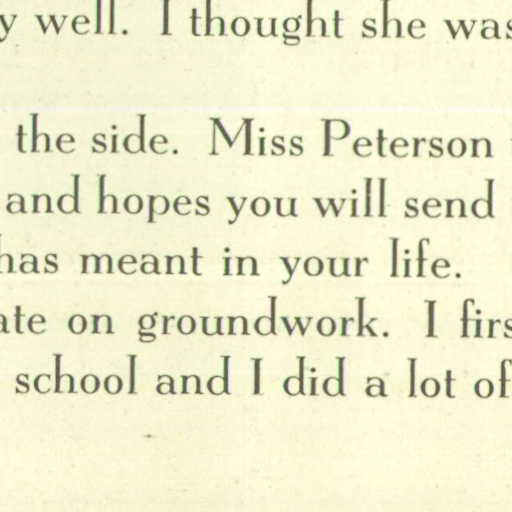 y well. I thought she was
the side. Miss Peterson
and hopes you will send
has meant in your life.
ate on groundwork. I firs
school and I did a lot of